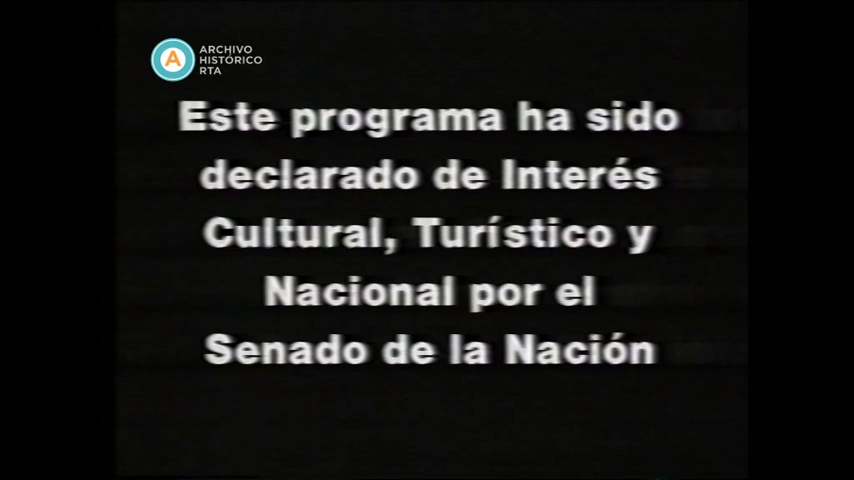 A
ARCHIVO
HISTÓRICO
RTA
Este programa ha sido
declarado de Interés
Cultural, Turístico y
Nacional por el
Senado de la Nación